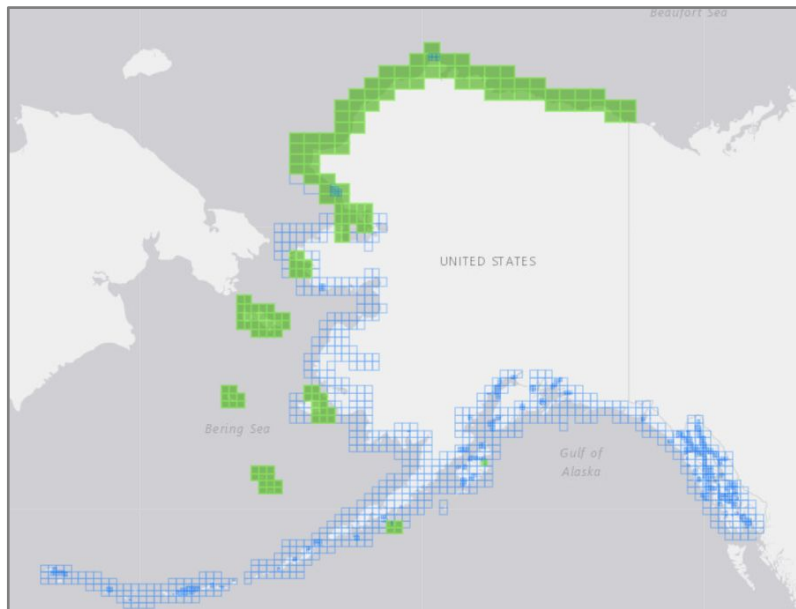 Beaufort Sea
UNITED STATES
Bering Sea
Gulf of
Alaska